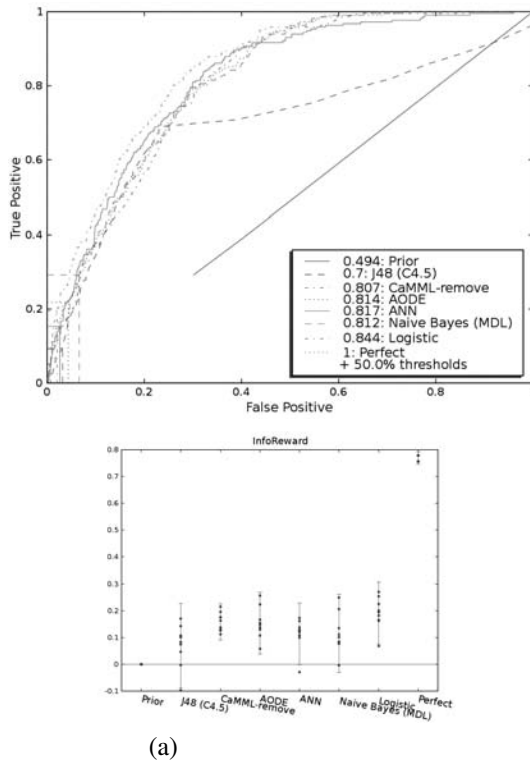 1
0.8
0.6
0.4
0.2
0
True Positive
0
0.2
0.4
0.6
0.8
False Positive
0.494: Prior
0.7: J48 (C4.5)
0.807: CaMML-remove
0.814: AODE
0.817: ANN
0.812: Naive Bayes (MDL)
0.844: Logistic
1: Perfect
+ 50.0% thresholds
InfoReward
0.8
0.7
0.6
0.5
0.4
0.3
0.2
0.1
0
-0.1
Prior
J48 (C4.5)
CaMML-remove
AODE
ANN
Naive Bayes (MDL)
Logistic
Perfect
(a)